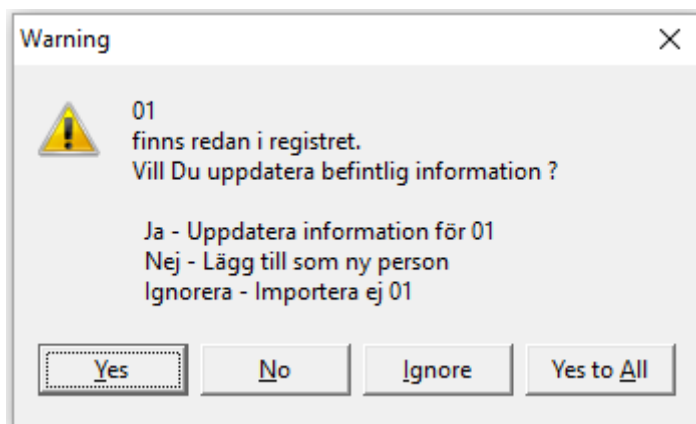 Warning
01
finns redan i registret.
Vill Du uppdatera befintlig information ?
Ja - Uppdatera information för 01
Nej - Lägg till som ny person
Ignorera - Importera ej 01
Yes No Ignore Yes to All